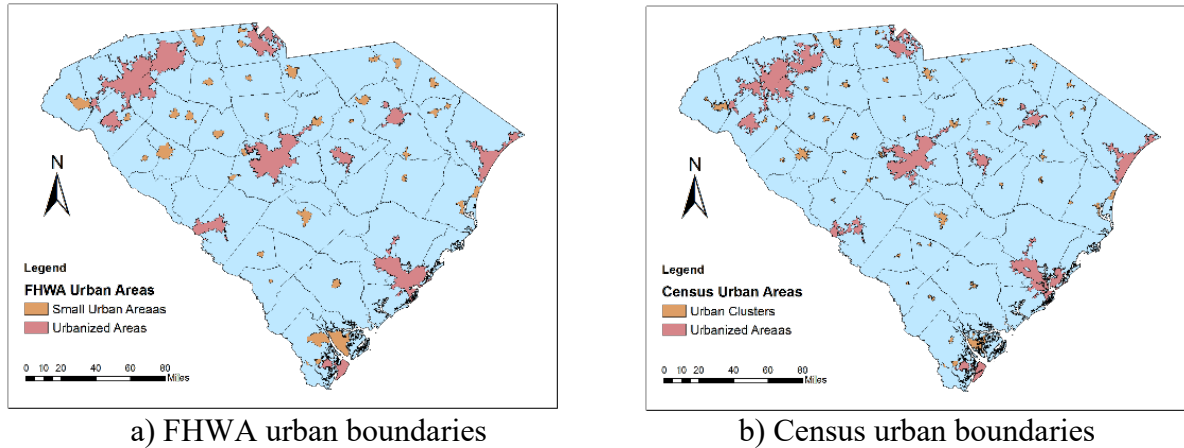 N
Legend
FHWA Urban Areas
Small Urban Areaas
Urbanized Areas
0 10 20 40 60 80
Miles
a) FHWA urban boundaries
N
Legend
Census Urban Areas
Urban Clusters
Urbanized Areaas
0 10 20 40 60 80
Miles
b) Census urban boundaries